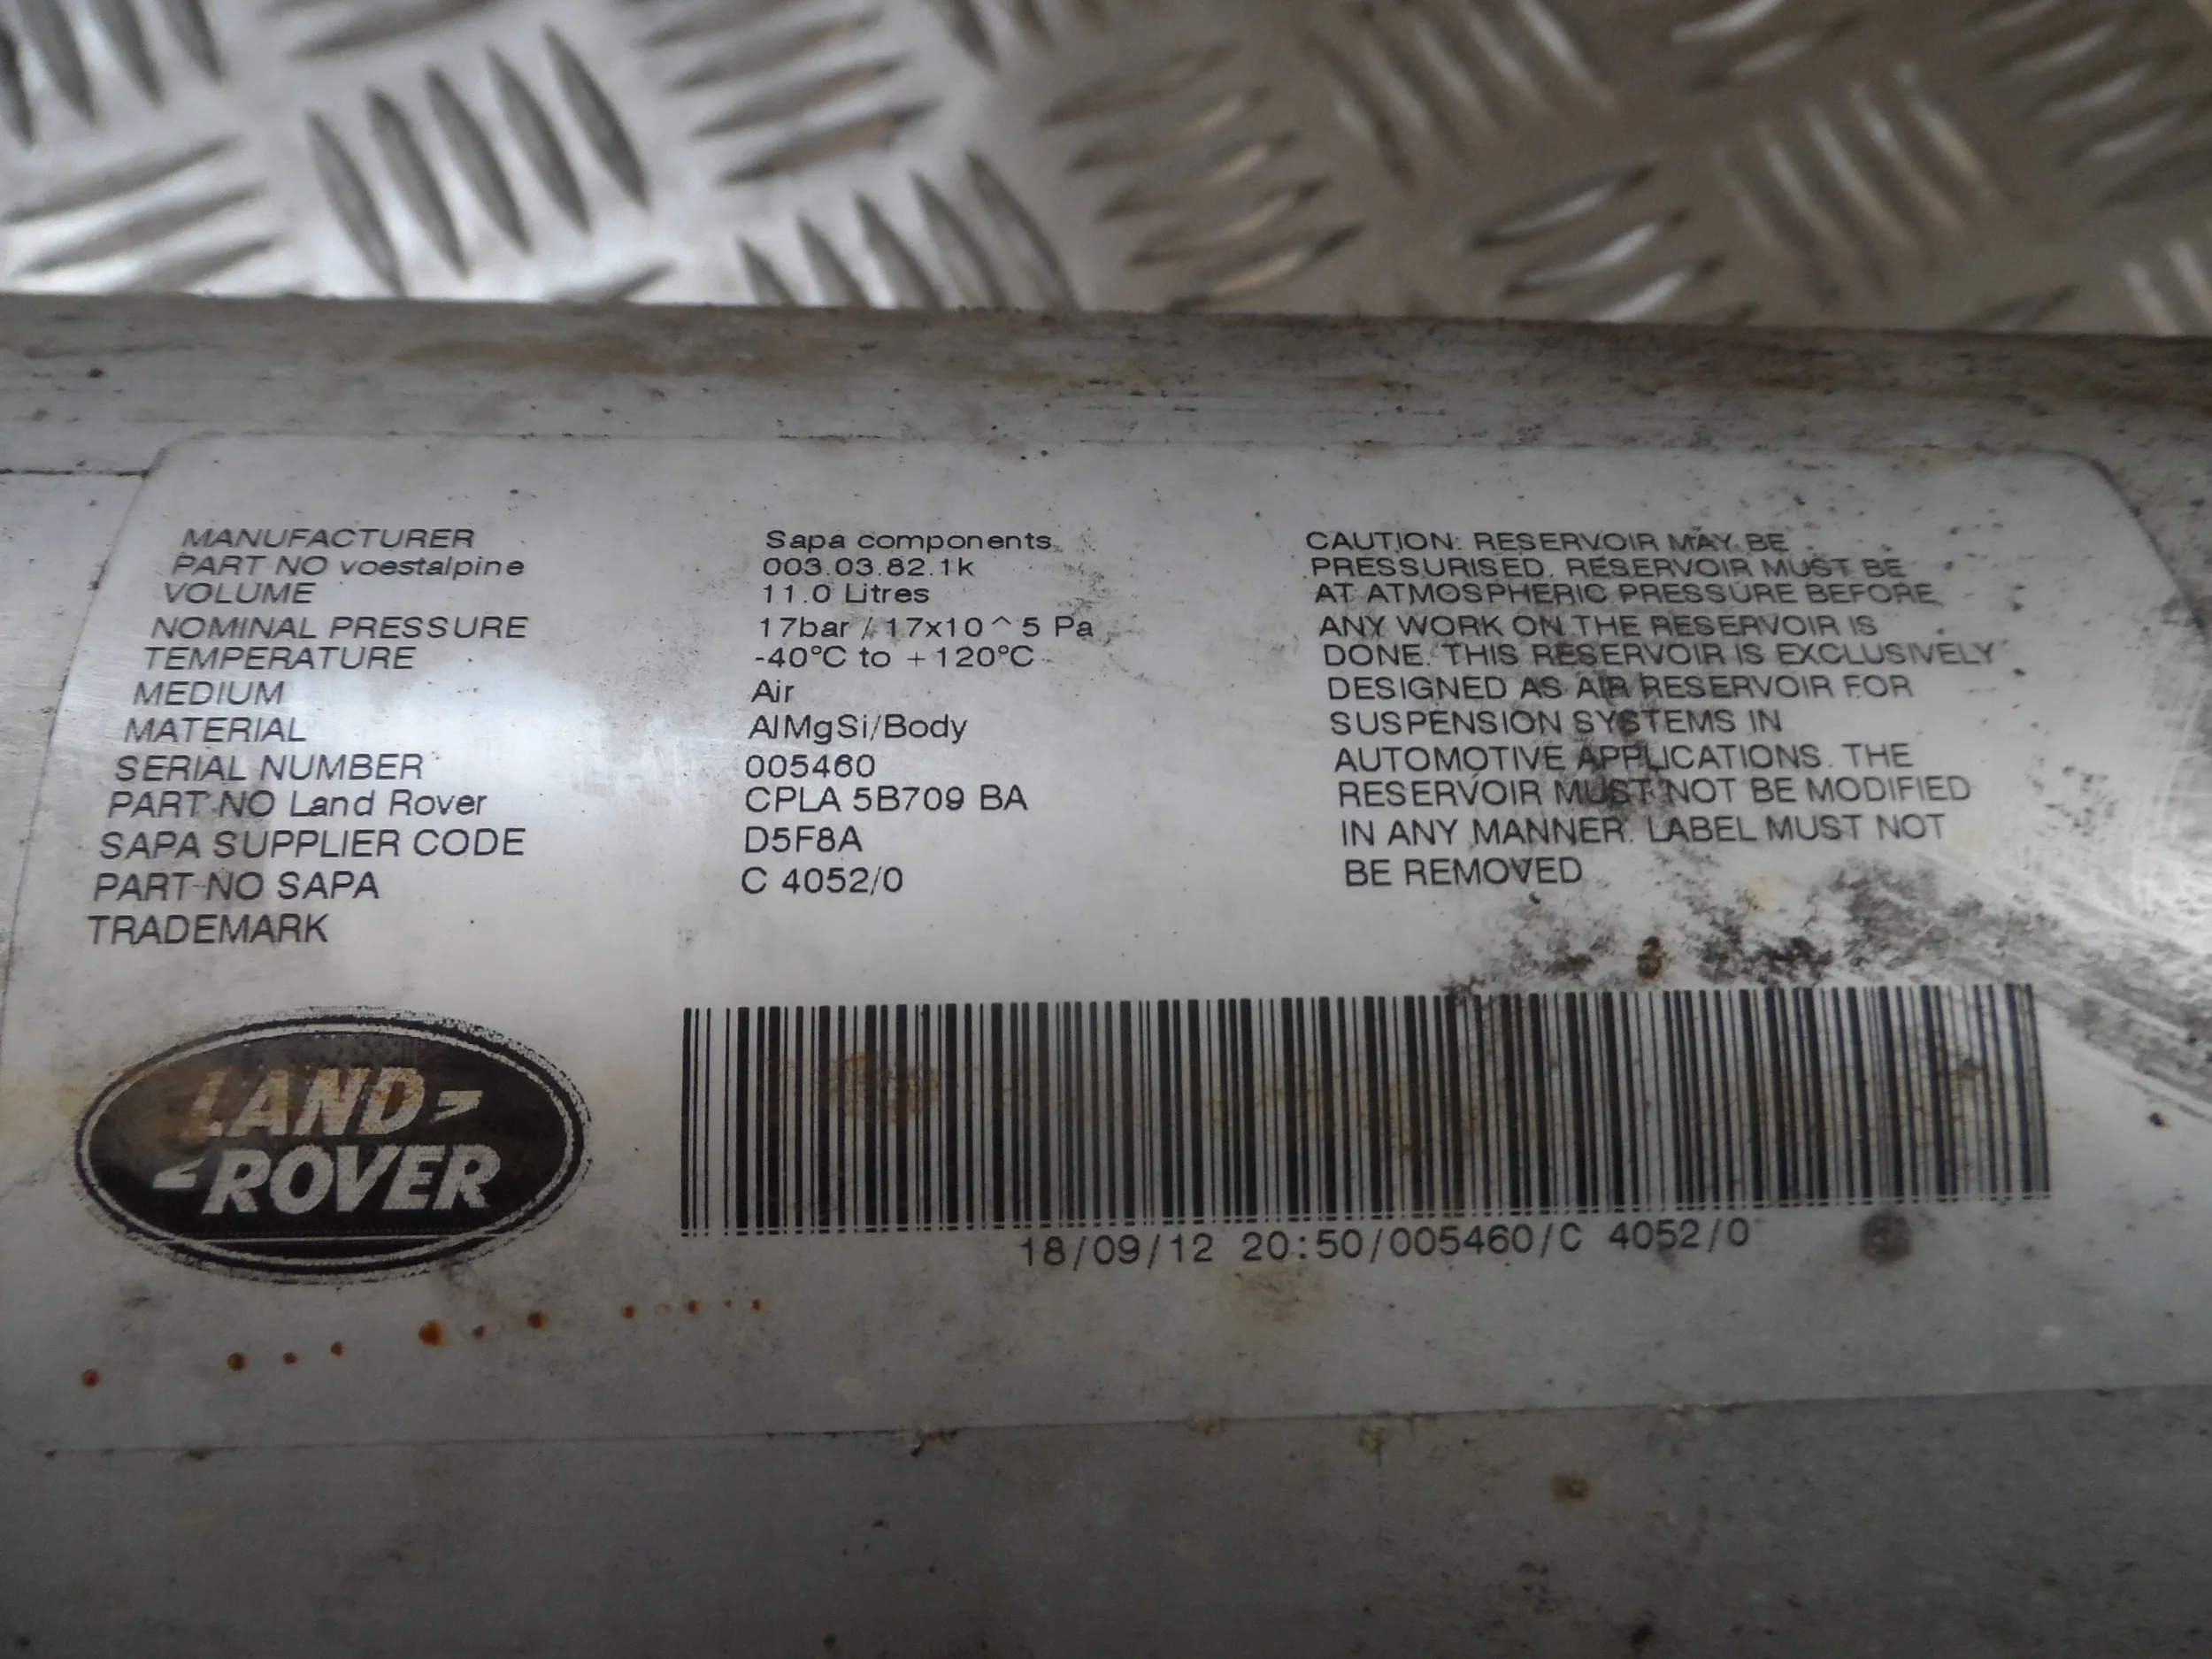 MANUFACTURER Sapa components
PART NO voestalpine 003.03.82.1k
VOLUME 11.0 Litres
NOMINAL PRESSURE 17bar / 17x10^5 Pa
TEMPERATURE -40°C to +120°C
MEDIUM Air
MATERIAL AlMgSi/Body
SERIAL NUMBER 005460
PART NO Land Rover CPLA 5B709 BA
SAPA SUPPLIER CODE D5F8A
PART NO SAPA C 4052/0
TRADEMARK
CAUTION: RESERVOIR MAY BE
PRESSURISED. RESERVOIR MUST BE
AT ATMOSPHERIC PRESSURE BEFORE
ANY WORK ON THE RESERVOIR IS
DONE. THIS RESERVOIR IS EXCLUSIVELY
DESIGNED AS AIR RESERVOIR FOR
SUSPENSION SYSTEMS IN
AUTOMOTIVE APPLICATIONS. THE
RESERVOIR MUST NOT BE MODIFIED
IN ANY MANNER. LABEL MUST NOT
BE REMOVED
LAND-
-ROVER
18/09/12 20:50/005460/C 4052/0